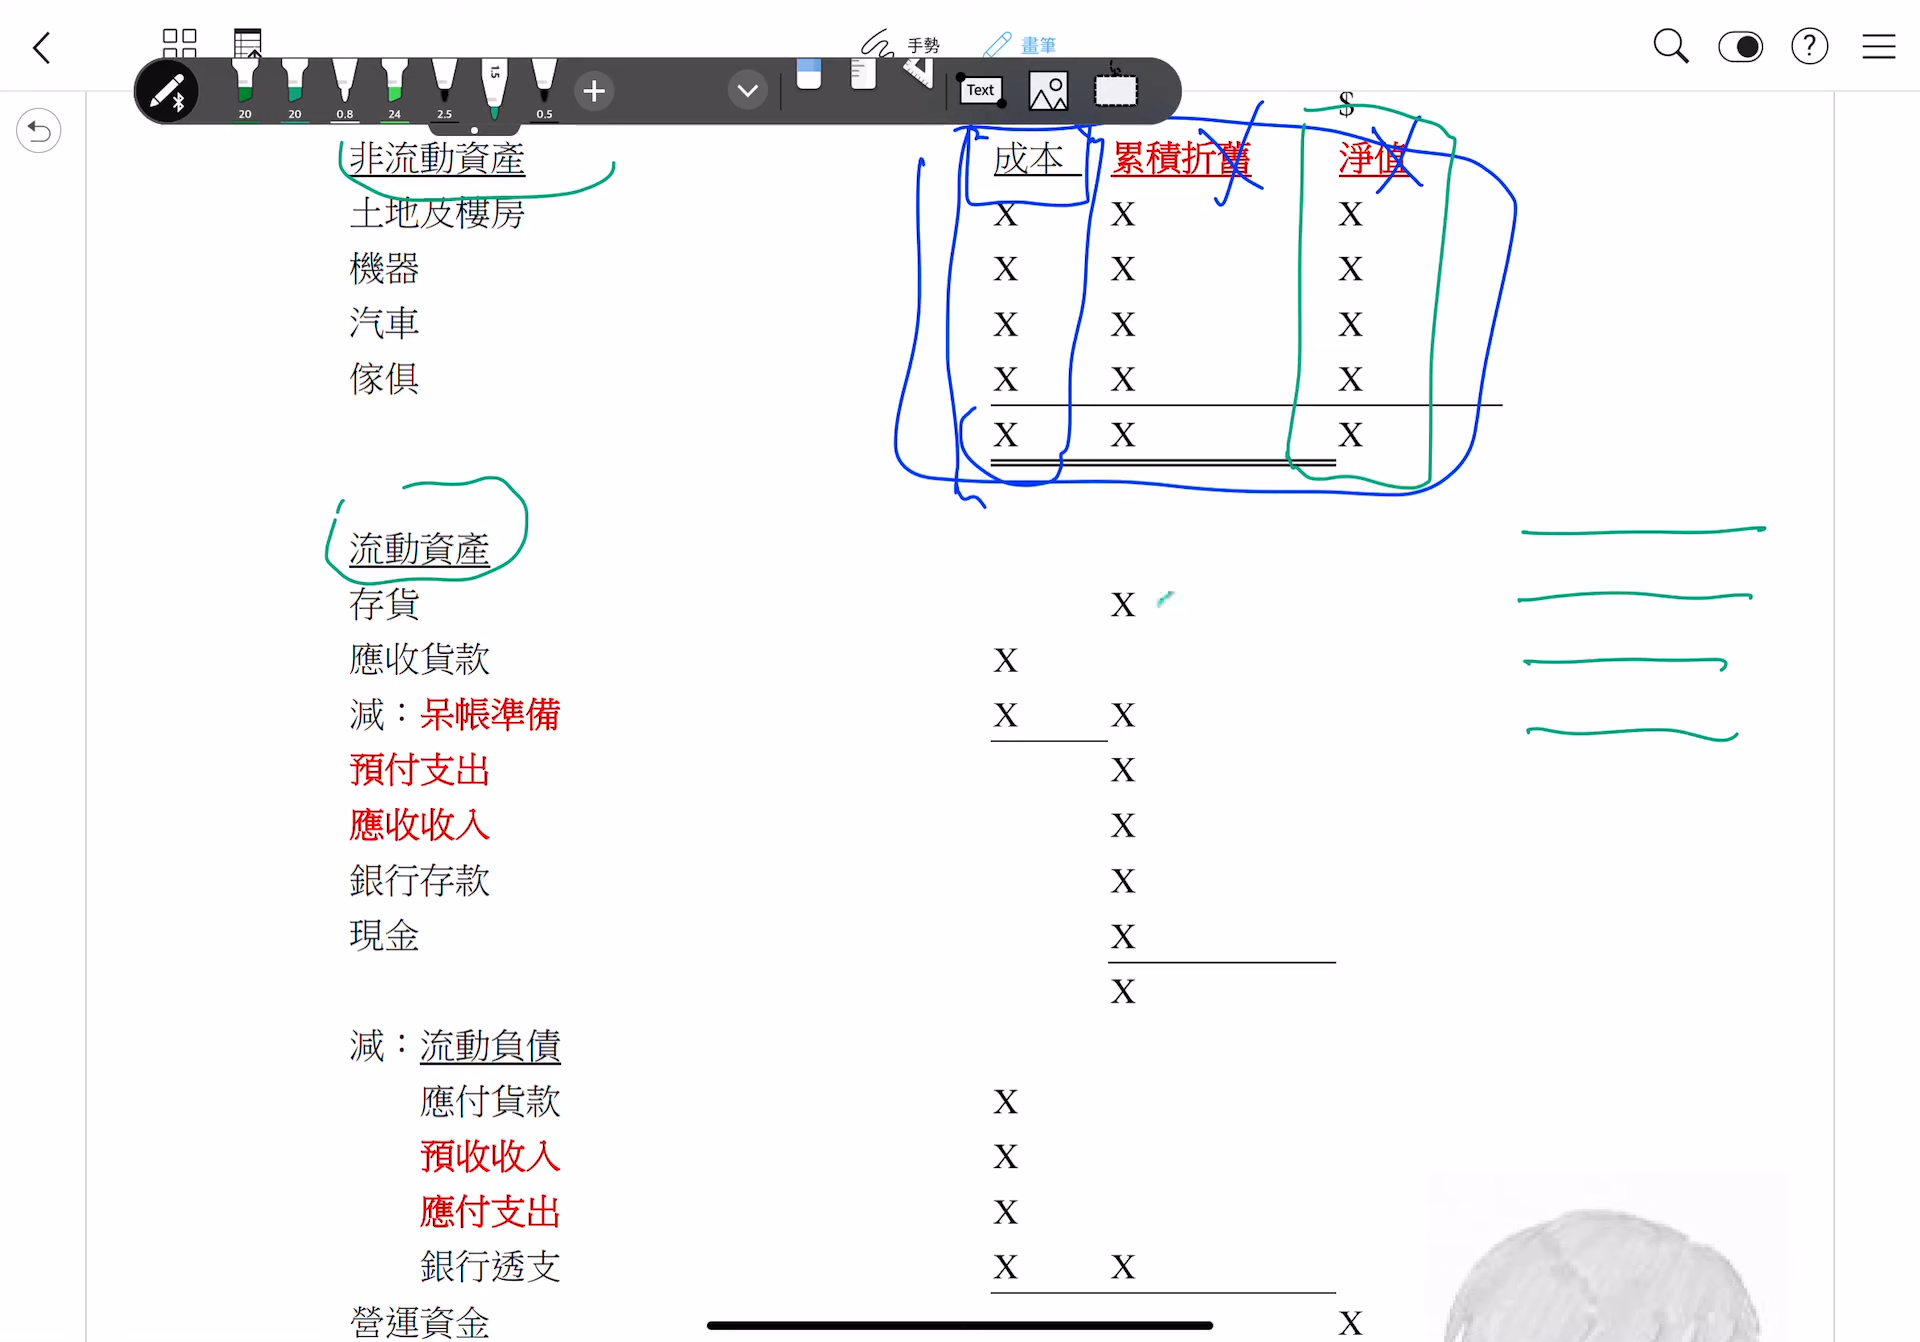 手勢 畫筆
20 20 0.8 24 2.5 1.5 0.5 Text
$
非流動資產 成本 累積折舊 淨值
土地及樓房 X X X
機器 X X X
汽車 X X X
傢俱 X X X
X X X
流動資產
存貨 X
應收貨款 X
減：呆帳準備 X X
預付支出 X
應收收入 X
銀行存款 X
現金 X
X
減：流動負債
應付貨款 X
預收收入 X
應付支出 X
銀行透支 X X
營運資金 X